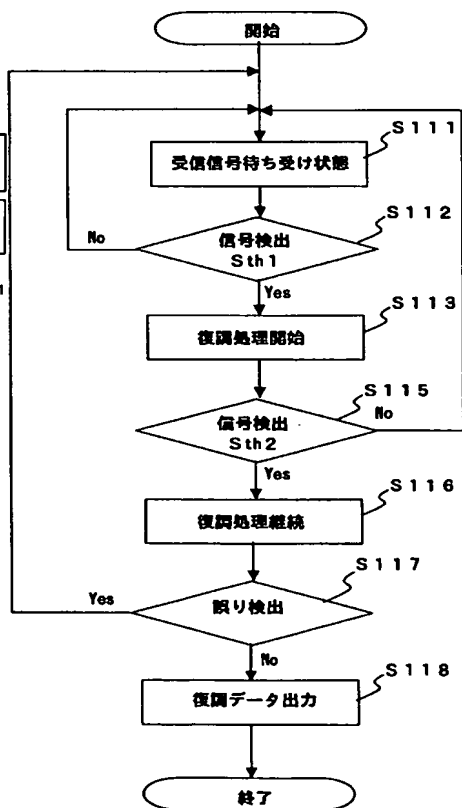 開始
S111
受信信号待ち受け状態
S112
信号検出
Sth1
No
Yes
S113
復調処理開始
S115
信号検出
Sth2
No
Yes
S116
復調処理継続
S117
誤り検出
Yes
No
S118
復調データ出力
終了
1